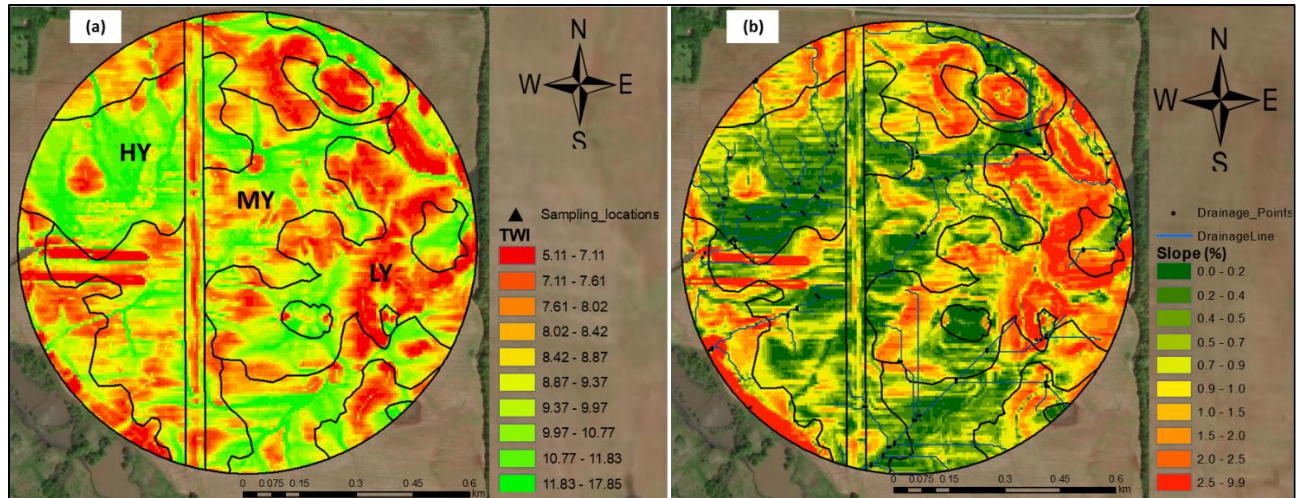 (a)
N
W E
S
HY
MY
LY
Sampling_locations
TWI
5.11 - 7.11
7.11 - 7.61
7.61 - 8.02
8.02 - 8.42
8.42 - 8.87
8.87 - 9.37
9.37 - 9.97
9.97 - 10.77
10.77 - 11.83
11.83 - 17.85
0 0.075 0.15 0.3 0.45 0.6
km
(b)
N
W E
S
Drainage_Points
DrainageLine
Slope (%)
0.0 - 0.2
0.2 - 0.4
0.4 - 0.5
0.5 - 0.7
0.7 - 0.9
0.9 - 1.0
1.0 - 1.5
1.5 - 2.0
2.0 - 2.5
2.5 - 9.9
0 0.075 0.15 0.3 0.45 0.6
km